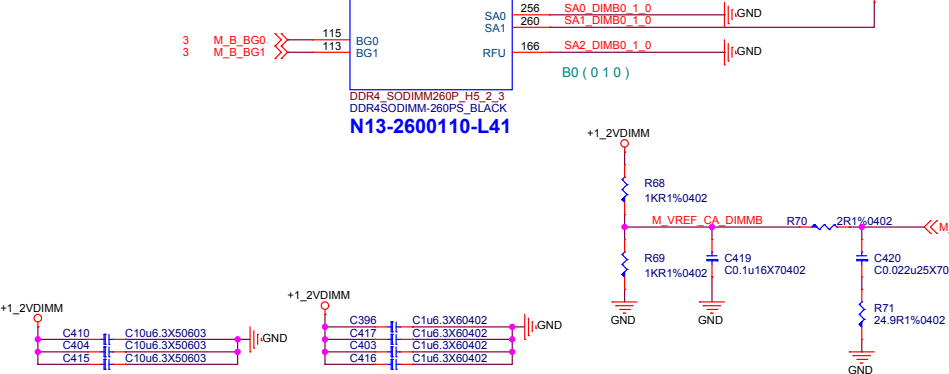 256 SA0_DIMB0_1_0 GND
SA0
260 SA1_DIMB0_1_0
SA1
3 M_B_BG0 115 BG0
3 M_B_BG1 113 BG1
RFU 166 SA2_DIMB0_1_0 GND
B0 ( 0 1 0 )
DDR4_SODIMM260P_H5_2_3
DDR4SODIMM-260PS_BLACK
N13-2600110-L41
+1_2VDIMM
R68
1KR1%0402
M_VREF_CA_DIMMB R70 2R1%0402 M_
R69
1KR1%0402
C419
C0.1u16X70402
C420
C0.022u25X70
R71
24.9R1%0402
GND
GND
GND
+1_2VDIMM
C410 C10u6.3X50603
C404 C10u6.3X50603
C415 C10u6.3X50603
GND
+1_2VDIMM
C396 C1u6.3X60402
C417 C1u6.3X60402
C403 C1u6.3X60402
C416 C1u6.3X60402
GND